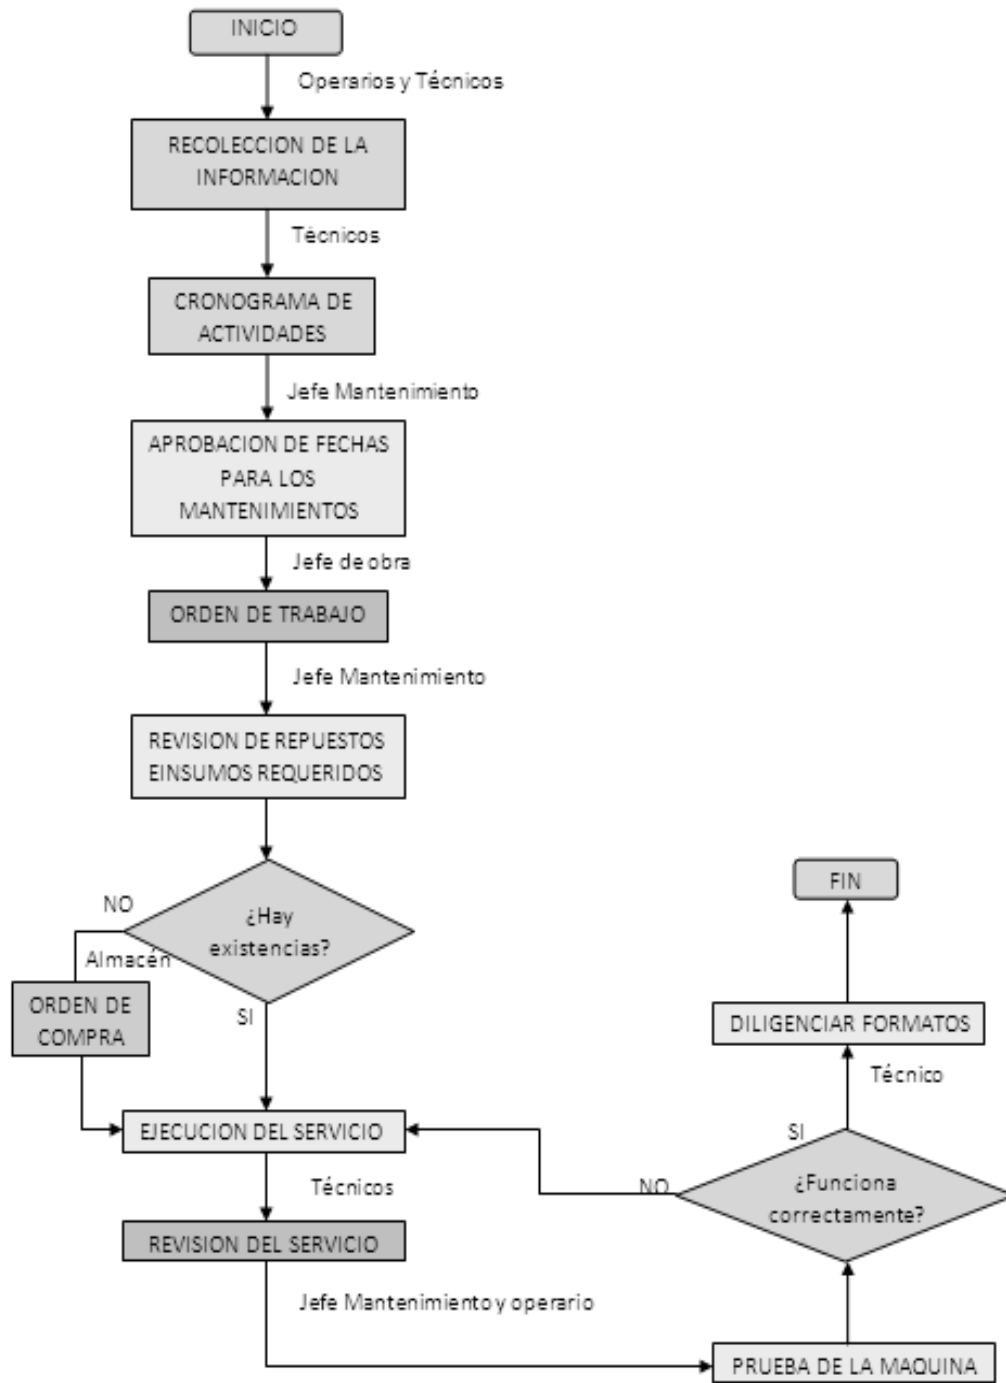 INICIO
Operarios y Técnicos
RECOLECCION DE LA
INFORMACION
Técnicos
CRONOGRAMA DE
ACTIVIDADES
Jefe Mantenimiento
APROBACION DE FECHAS
PARA LOS
MANTENIMIENTOS
Jefe de obra
ORDEN DE TRABAJO
Jefe Mantenimiento
REVISION DE REPUESTOS
EINSUMOS REQUERIDOS
¿Hay
existencias?
NO
Almacén
ORDEN DE
COMPRA
SI
EJECUCION DEL SERVICIO
Técnicos
REVISION DEL SERVICIO
Jefe Mantenimiento y operario
PRUEBA DE LA MAQUINA
¿Funciona
correctamente?
NO
SI
Técnico
DILIGENCIAR FORMATOS
FIN